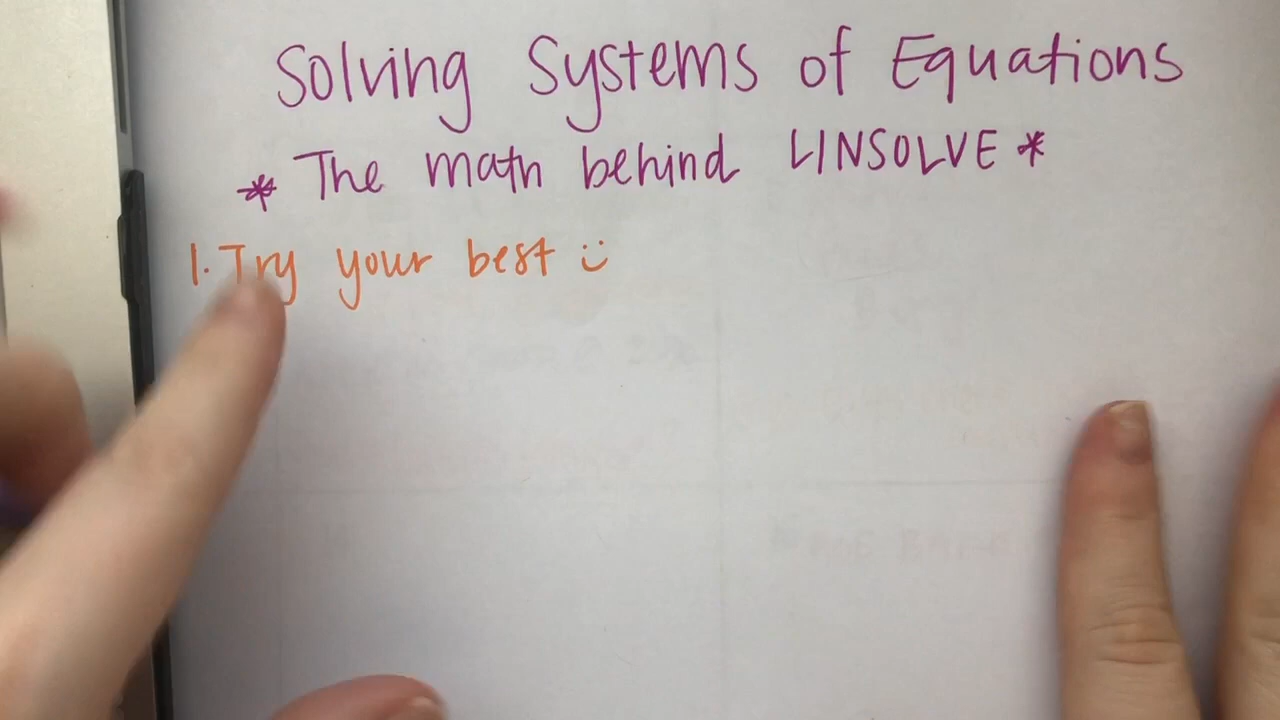 Solving Systems of Equations
* The math behind LINSOLVE *
1. Try your best :)